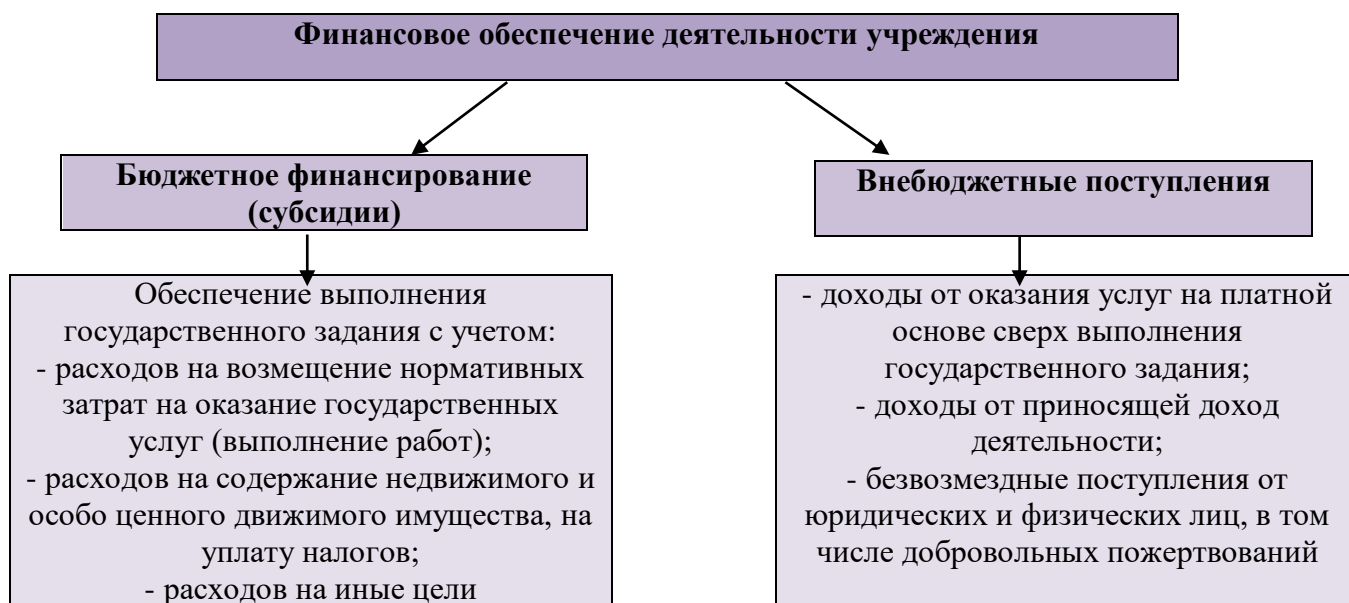 Финансовое обеспечение деятельности учреждения
Бюджетное финансирование
(субсидии)
Внебюджетные поступления
Обеспечение выполнения
государственного задания с учетом:
- расходов на возмещение нормативных
затрат на оказание государственных
услуг (выполнение работ);
- расходов на содержание недвижимого и
особо ценного движимого имущества, на
уплату налогов;
- расходов на иные цели
- доходы от оказания услуг на платной
основе сверх выполнения
государственного задания;
- доходы от приносящей доход
деятельности;
- безвозмездные поступления от
юридических и физических лиц, в том
числе добровольных пожертвований